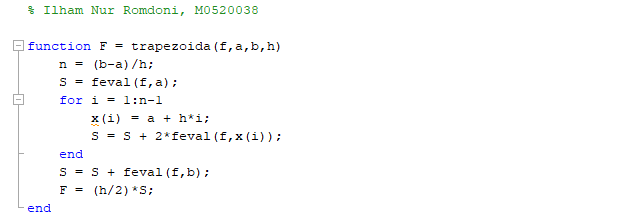 % Ilham Nur Romdoni, M0520038
function F = trapezoida(f,a,b,h)
n = (b-a)/h;
S = feval(f,a);
for i = 1:n-1
x(i) = a + h*i;
S = S + 2*feval(f,x(i));
end
S = S + feval(f,b);
F = (h/2)*S;
end